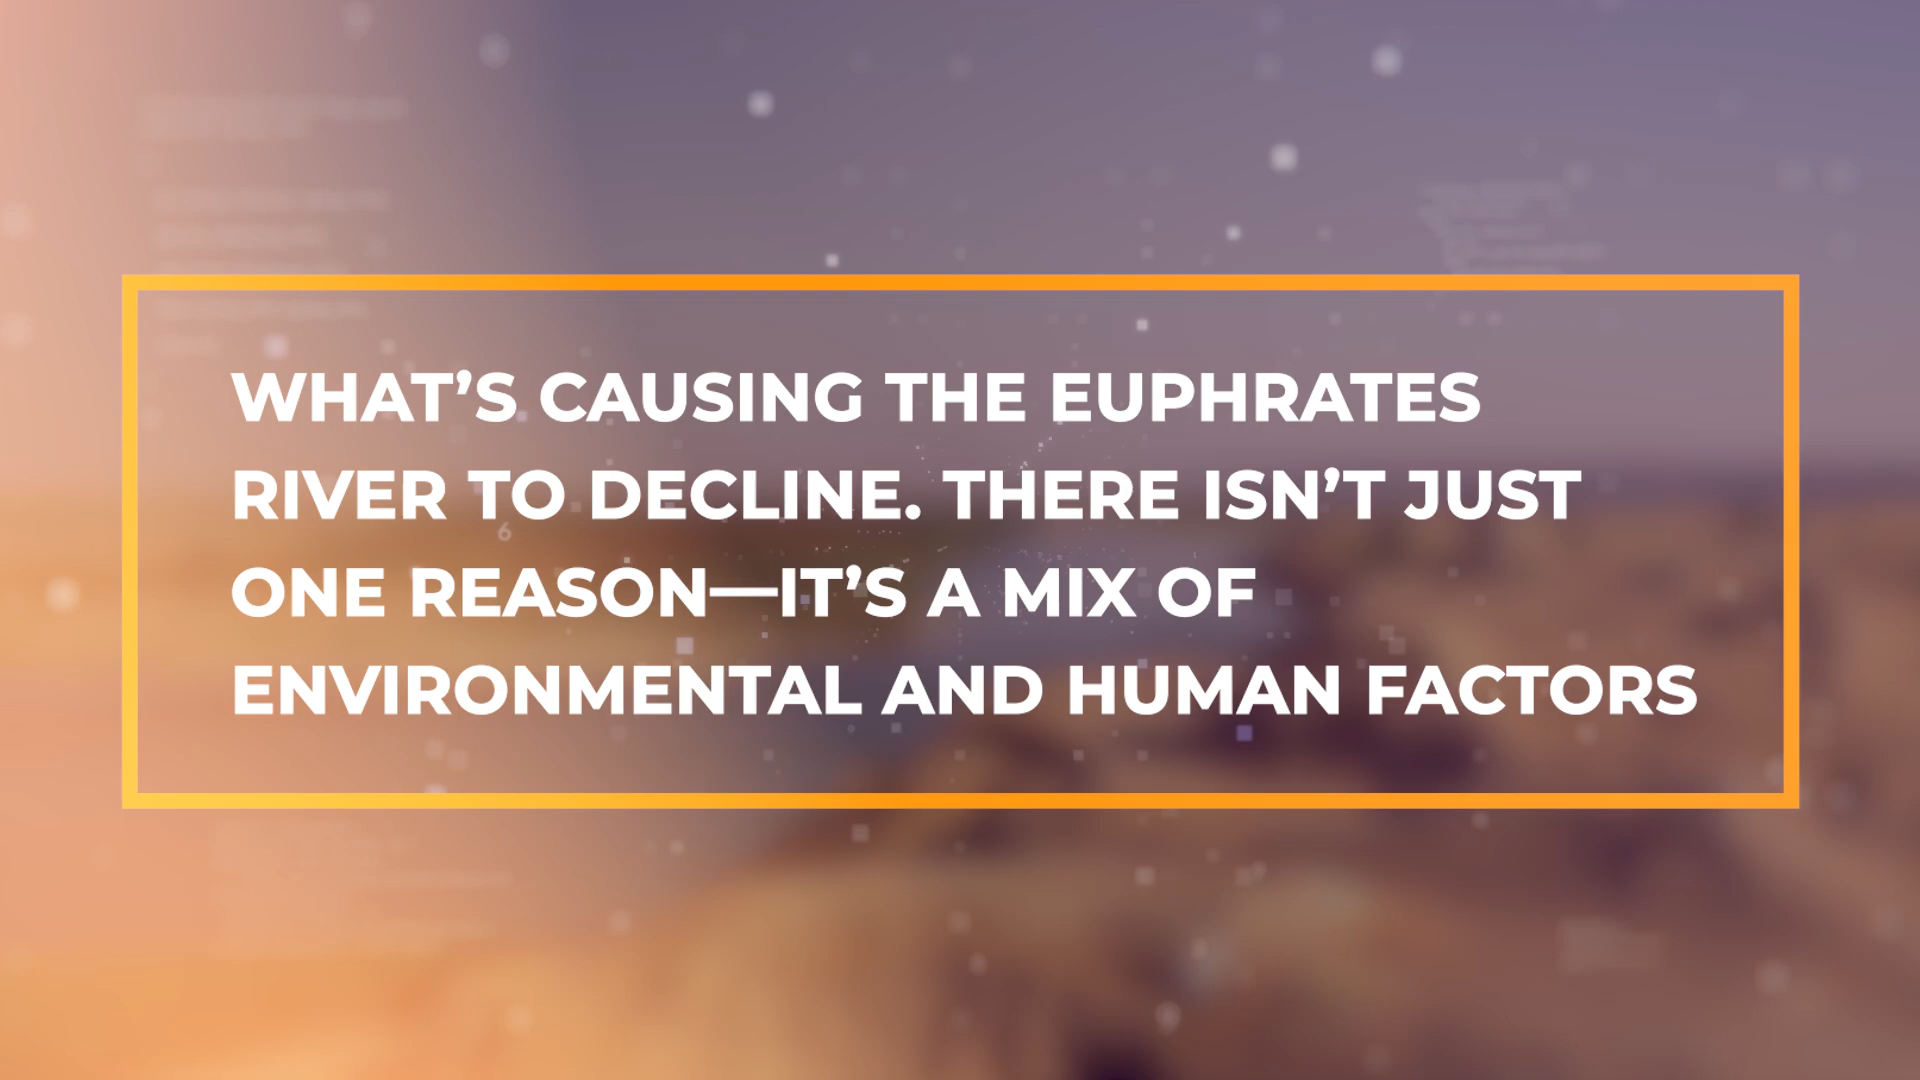 WHAT’S CAUSING THE EUPHRATES
RIVER TO DECLINE. THERE ISN’T JUST
ONE REASON—IT’S A MIX OF
ENVIRONMENTAL AND HUMAN FACTORS